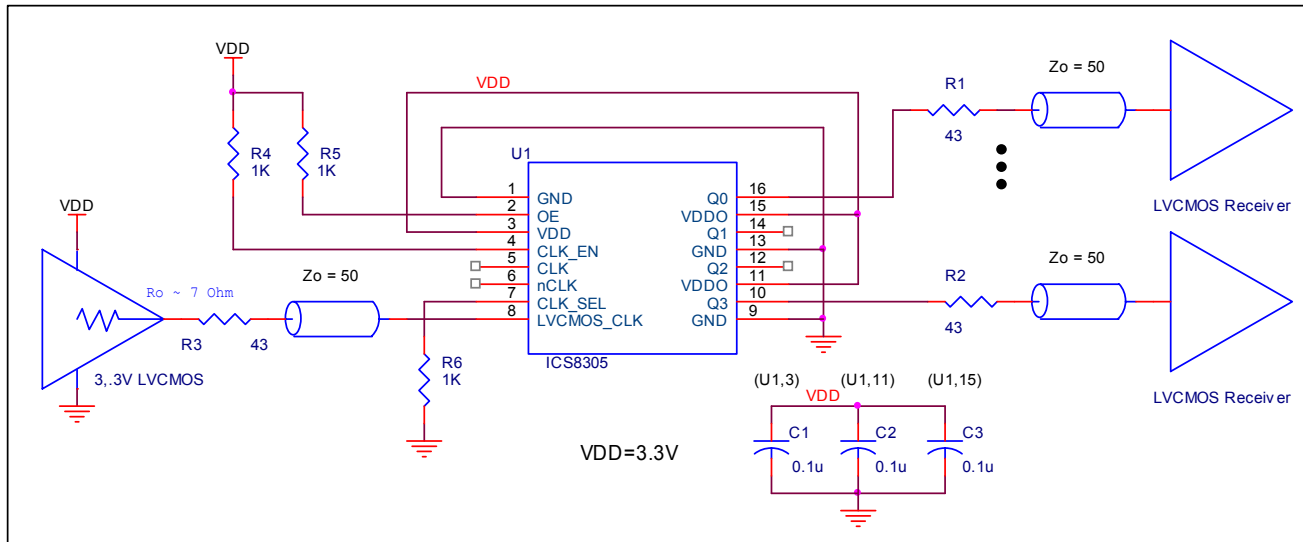 VDD
R4
1K
R5
1K
VDD
U1
1
GND
2
OE
3
VDD
4
CLK_EN
5
CLK
6
nCLK
7
CLK_SEL
8
LVCMOS_CLK
Q0
16
VDDO
15
Q1
14
GND
13
Q2
12
VDDO
11
Q3
10
GND
9
ICS8305
R1
43
Zo = 50
LVCMOS Receiver
R2
43
Zo = 50
LVCMOS Receiver
VDD
Ro ~ 7 Ohm
R3
43
Zo = 50
3,.3V LVCMOS
R6
1K
VDD=3.3V
(U1,3)
(U1,11)
(U1,15)
VDD
C1
0.1u
C2
0.1u
C3
0.1u